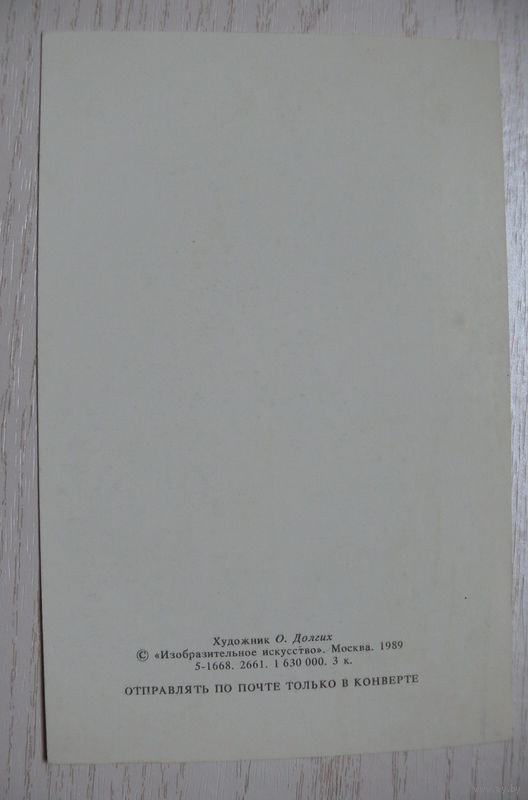 Художник О. Долгих
© «Изобразительное искусство». Москва. 1989
5-1668. 2661. 1 630 000. 3 к.
ОТПРАВЛЯТЬ ПО ПОЧТЕ ТОЛЬКО В КОНВЕРТЕ